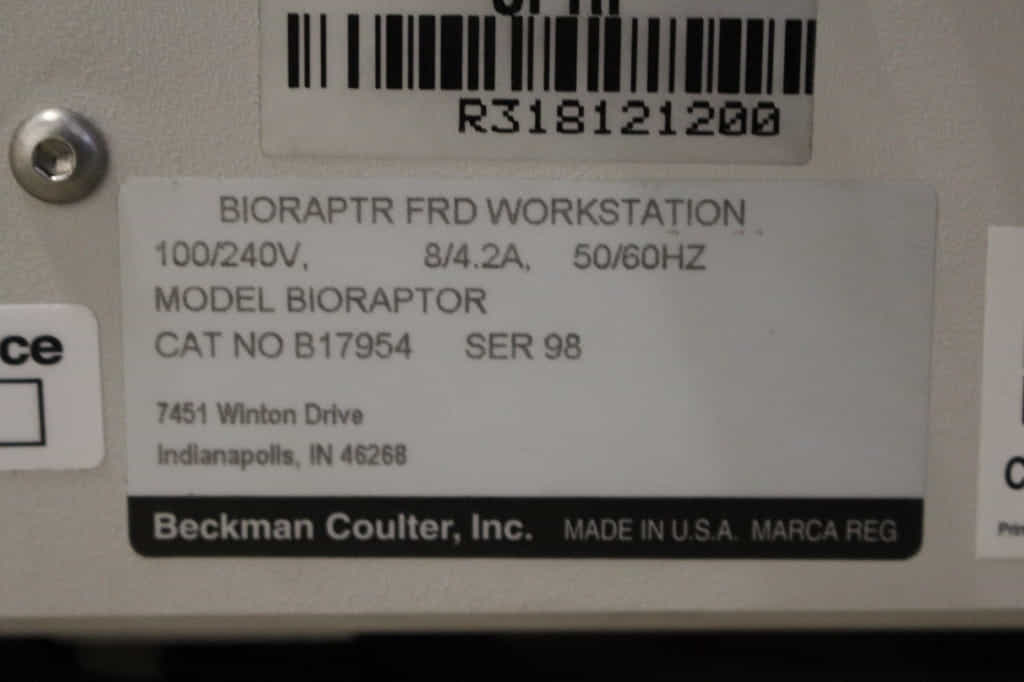 R318121200
BIORAPTR FRD WORKSTATION
100/240V, 8/4.2A, 50/60HZ
MODEL BIORAPTOR
CAT NO B17954 SER 98
7451 Winton Drive
Indianapolis, IN 46268
Beckman Coulter, Inc. MADE IN U.S.A. MARCA REG
ce